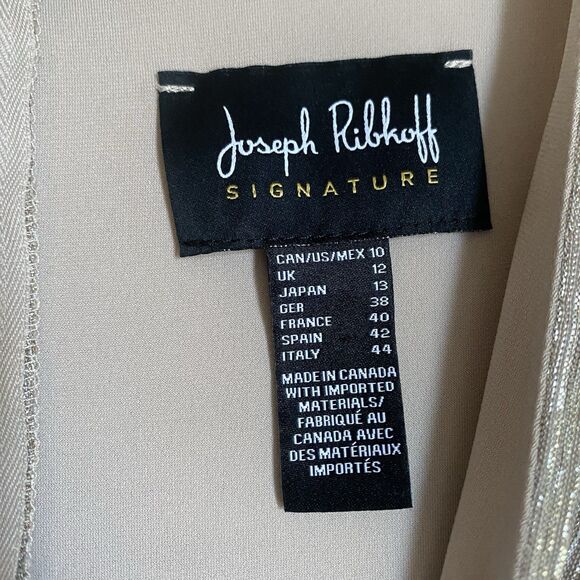 Joseph Ribkoff
SIGNATURE
CAN/US/MEX 10
UK 12
JAPAN 13
GER 38
FRANCE 40
SPAIN 42
ITALY 44
MADE IN CANADA
WITH IMPORTED
MATERIALS/
FABRIQUÉ AU
CANADA AVEC
DES MATÉRIAUX
IMPORTÉS